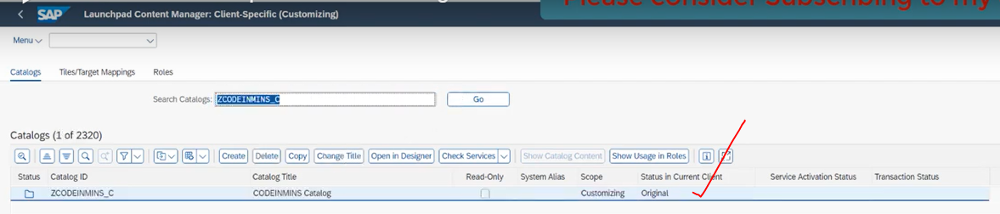 Please consider Subscribing to my
SAP Launchpad Content Manager: Client-Specific (Customizing)
Menu
Catalogs Tiles/Target Mappings Roles
Search Catalogs: ZCODEINMINS_C Go
Catalogs (1 of 2320)
Create Delete Copy Change Title Open in Designer Check Services Show Catalog Content Show Usage in Roles
Status Catalog ID Catalog Title Read-Only System Alias Scope Status in Current Client Service Activation Status Transaction Status
ZCODEINMINS_C CODEINMINS Catalog Customizing Original